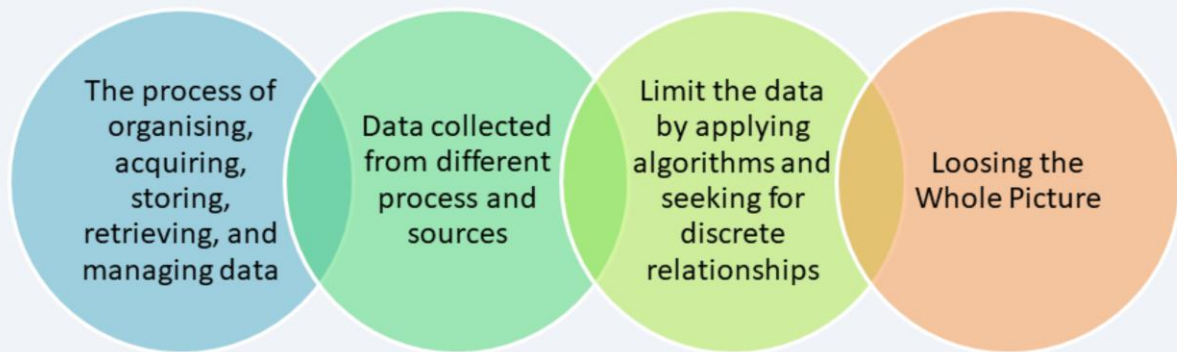 The process of
organising,
acquiring,
storing,
retrieving, and
managing data
Data collected
from different
process and
sources
Limit the data
by applying
algorithms and
seeking for
discrete
relationships
Loosing the
Whole Picture